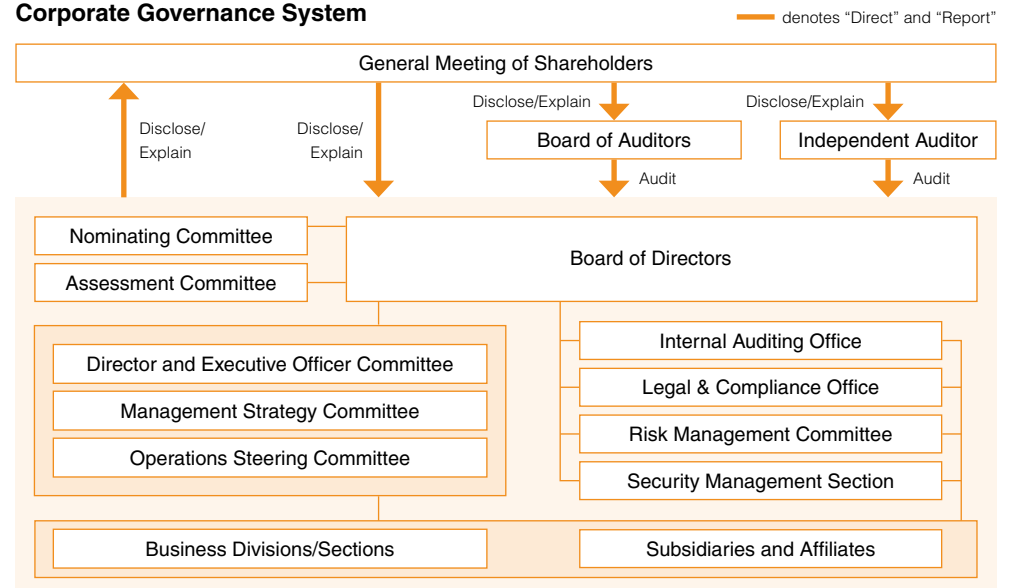 Corporate Governance System
denotes “Direct” and “Report”
General Meeting of Shareholders
Disclose/
Explain
Disclose/
Explain
Disclose/Explain
Disclose/Explain
Board of Auditors
Independent Auditor
Audit
Audit
Nominating Committee
Assessment Committee
Board of Directors
Director and Executive Officer Committee
Management Strategy Committee
Operations Steering Committee
Internal Auditing Office
Legal & Compliance Office
Risk Management Committee
Security Management Section
Business Divisions/Sections
Subsidiaries and Affiliates